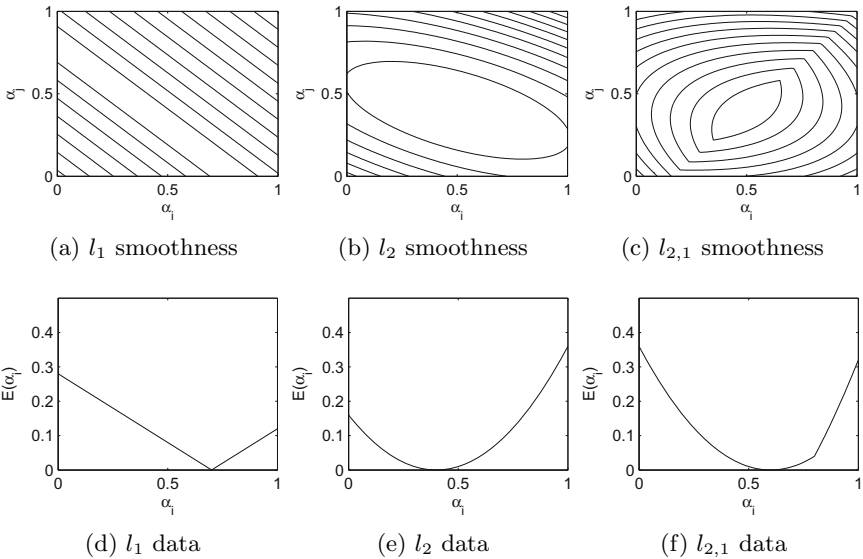 1
0.5
0
α_j
0 0.5 1
α_i
(a) l_1 smoothness
1
0.5
0
α_j
0 0.5 1
α_i
(b) l_2 smoothness
1
0.5
0
α_j
0 0.5 1
α_i
(c) l_{2,1} smoothness
0.4
0.3
0.2
0.1
0
E(α_i)
0 0.5 1
α_i
(d) l_1 data
0.4
0.3
0.2
0.1
0
E(α_i)
0 0.5 1
α_i
(e) l_2 data
0.4
0.3
0.2
0.1
0
E(α_i)
0 0.5 1
α_i
(f) l_{2,1} data